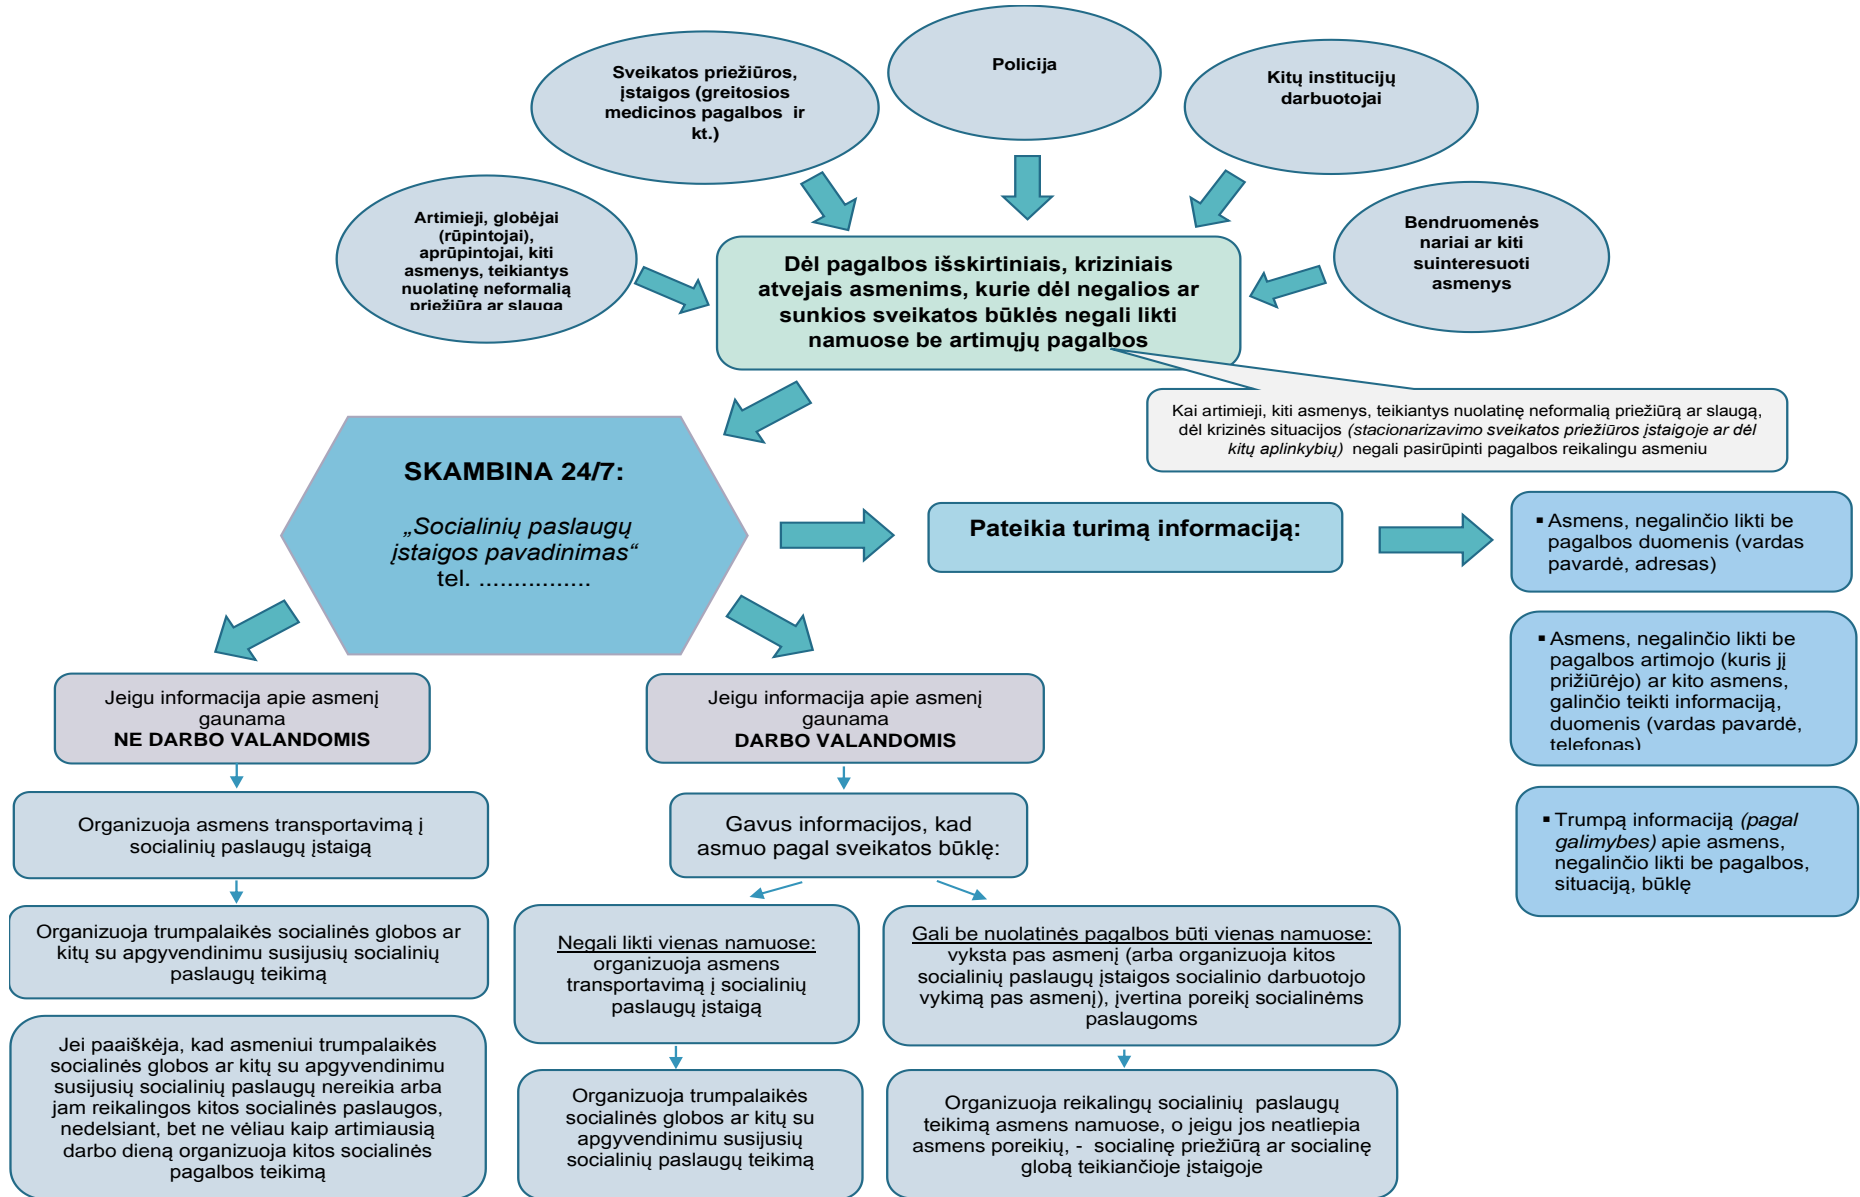 Policija
Sveikatos priežiūros,
įstaigos (greitosios
medicinos pagalbos ir
kt.)
Kitų institucijų
darbuotojai
Artimieji, globėjai
(rūpintojai),
aprūpintojai, kiti
asmenys, teikiantys
nuolatinę neformalią
priežiūrą ar slaugą
Bendruomenės
nariai ar kiti
suinteresuoti
asmenys
Dėl pagalbos išskirtiniais, kriziniais
atvejais asmenims, kurie dėl negalios ar
sunkios sveikatos būklės negali likti
namuose be artimųjų pagalbos
Kai artimieji, kiti asmenys, teikiantys nuolatinę neformalią priežiūrą ar slaugą,
dėl krizinės situacijos (stacionarizavimo sveikatos priežiūros įstaigoje ar dėl
kitų aplinkybių) negali pasirūpinti pagalbos reikalingu asmeniu
SKAMBINA 24/7:
„Socialinių paslaugų
įstaigos pavadinimas“
tel. ................
Pateikia turimą informaciją:
▪ Asmens, negalinčio likti be
pagalbos duomenis (vardas
pavardė, adresas)
▪ Asmens, negalinčio likti be
pagalbos artimojo (kuris jį
prižiūrėjo) ar kito asmens,
galinčio teikti informaciją,
duomenis (vardas pavardė,
telefonas)
▪ Trumpą informaciją (pagal
galimybes) apie asmens,
negalinčio likti be pagalbos,
situaciją, būklę
Jeigu informacija apie asmenį
gaunama
NE DARBO VALANDOMIS
Organizuoja asmens transportavimą į
socialinių paslaugų įstaigą
Organizuoja trumpalaikės socialinės globos ar
kitų su apgyvendinimu susijusių socialinių
paslaugų teikimą
Jei paaiškėja, kad asmeniui trumpalaikės
socialinės globos ar kitų su apgyvendinimu
susijusių socialinių paslaugų nereikia arba
jam reikalingos kitos socialinės paslaugos,
nedelsiant, bet ne vėliau kaip artimiausią
darbo dieną organizuoja kitos socialinės
pagalbos teikimą
Jeigu informacija apie asmenį
gaunama
DARBO VALANDOMIS
Gavus informacijos, kad
asmuo pagal sveikatos būklę:
Negali likti vienas namuose:
organizuoja asmens
transportavimą į socialinių
paslaugų įstaigą
Organizuoja trumpalaikės
socialinės globos ar kitų su
apgyvendinimu susijusių
socialinių paslaugų teikimą
Gali be nuolatinės pagalbos būti vienas namuose:
vyksta pas asmenį (arba organizuoja kitos
socialinių paslaugų įstaigos socialinio darbuotojo
vykimą pas asmenį), įvertina poreikį socialinėms
paslaugoms
Organizuoja reikalingų socialinių paslaugų
teikimą asmens namuose, o jeigu jos neatliepia
asmens poreikių, - socialinę priežiūrą ar socialinę
globą teikiančioje įstaigoje